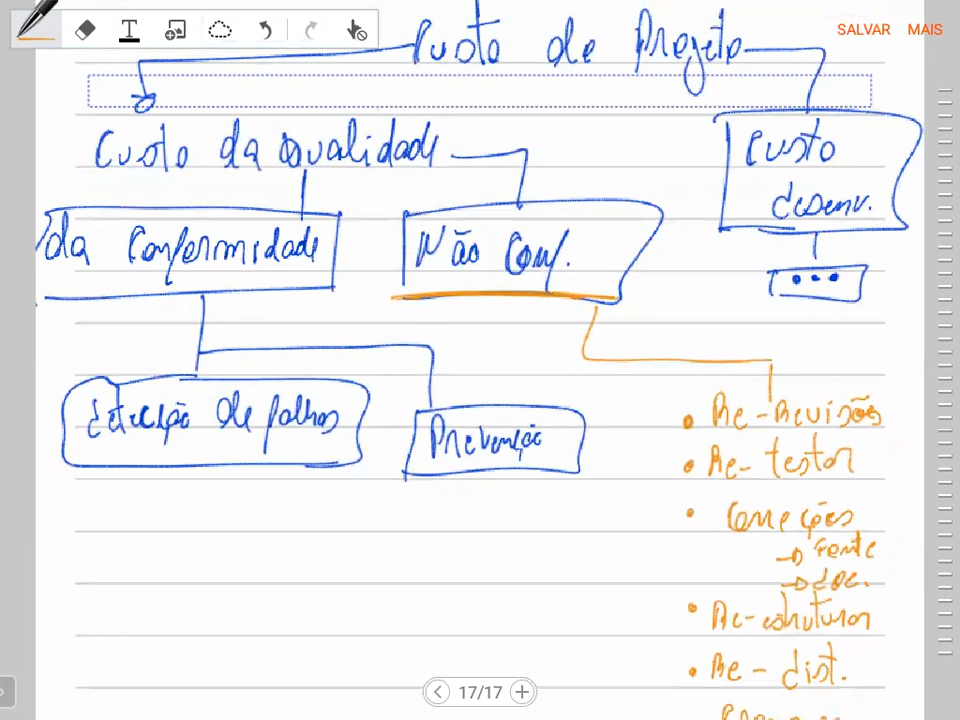 T
SALVAR MAIS
Custo de Projeto
Custo da Qualidade
Custo
desenv.
da Conformidade
Não Conf.
Detecção de falhas
Prevenção
• Re-Revisões
• Re-testar
• Correções
→ Fonte
→ doc.
• Re-estruturar
• Re-dist.
17/17